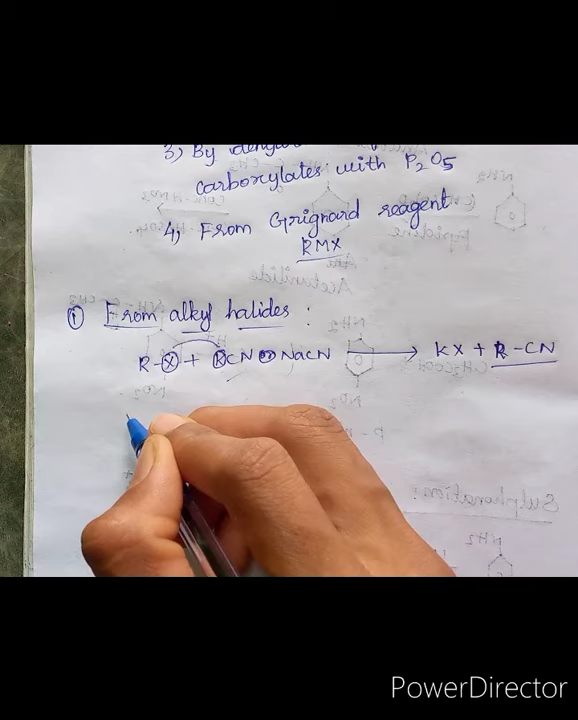 3) By
carboxylates with P2O5
4) From Grignard reagent
RMX
① From alkyl halides :
R-X + KCN or NaCN → KX + R-CN
PowerDirector